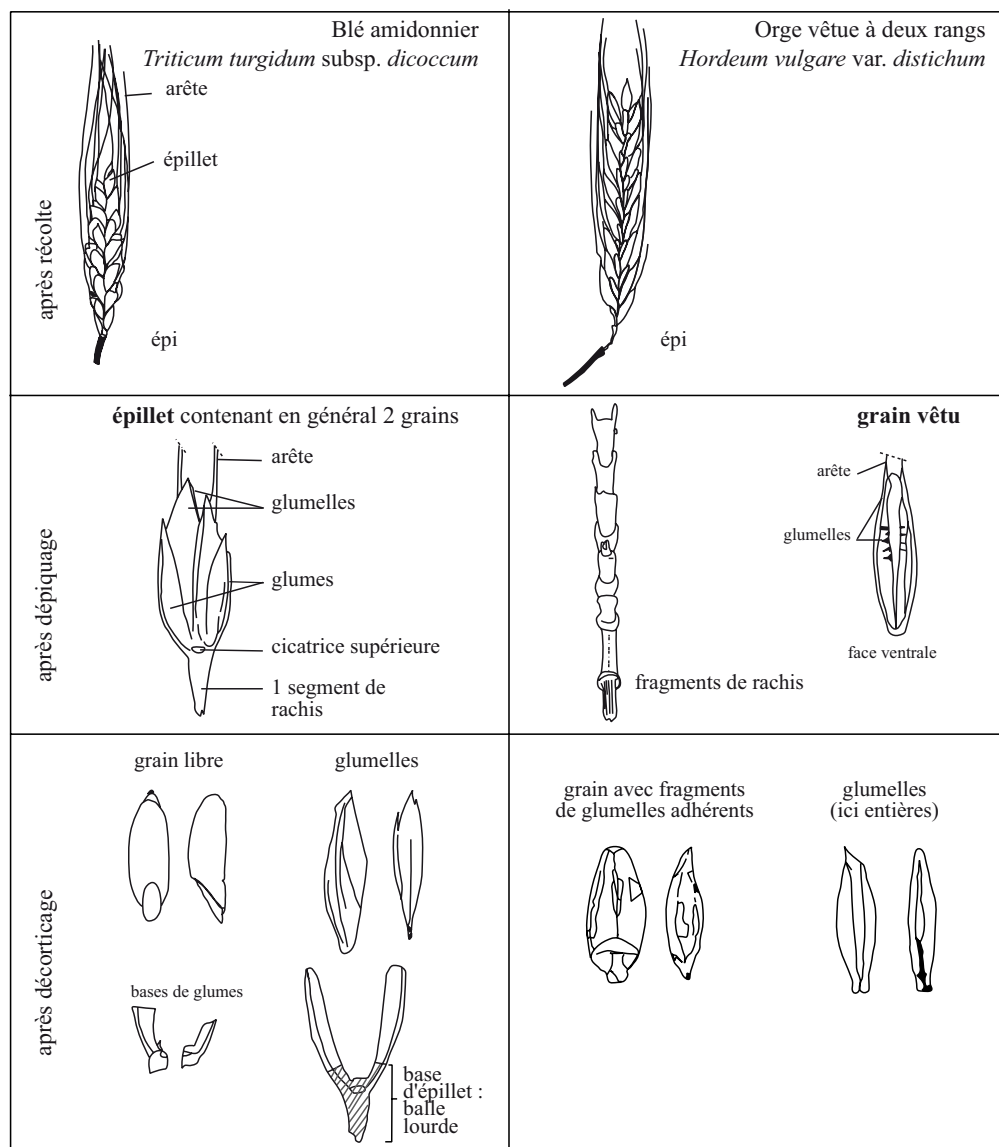 Blé amidonnier
Triticum turgidum subsp. dicoccum
arête
épillet
épi
après récolte
Orge vêtue à deux rangs
Hordeum vulgare var. distichum
épi
épillet contenant en général 2 grains
arête
glumelles
glumes
cicatrice supérieure
1 segment de
rachis
après dépiquage
grain vêtu
arête
glumelles
face ventrale
fragments de rachis
grain libre
glumelles
bases de glumes
base
d'épillet :
balle
lourde
après décorticage
grain avec fragments
de glumelles adhérents
glumelles
(ici entières)